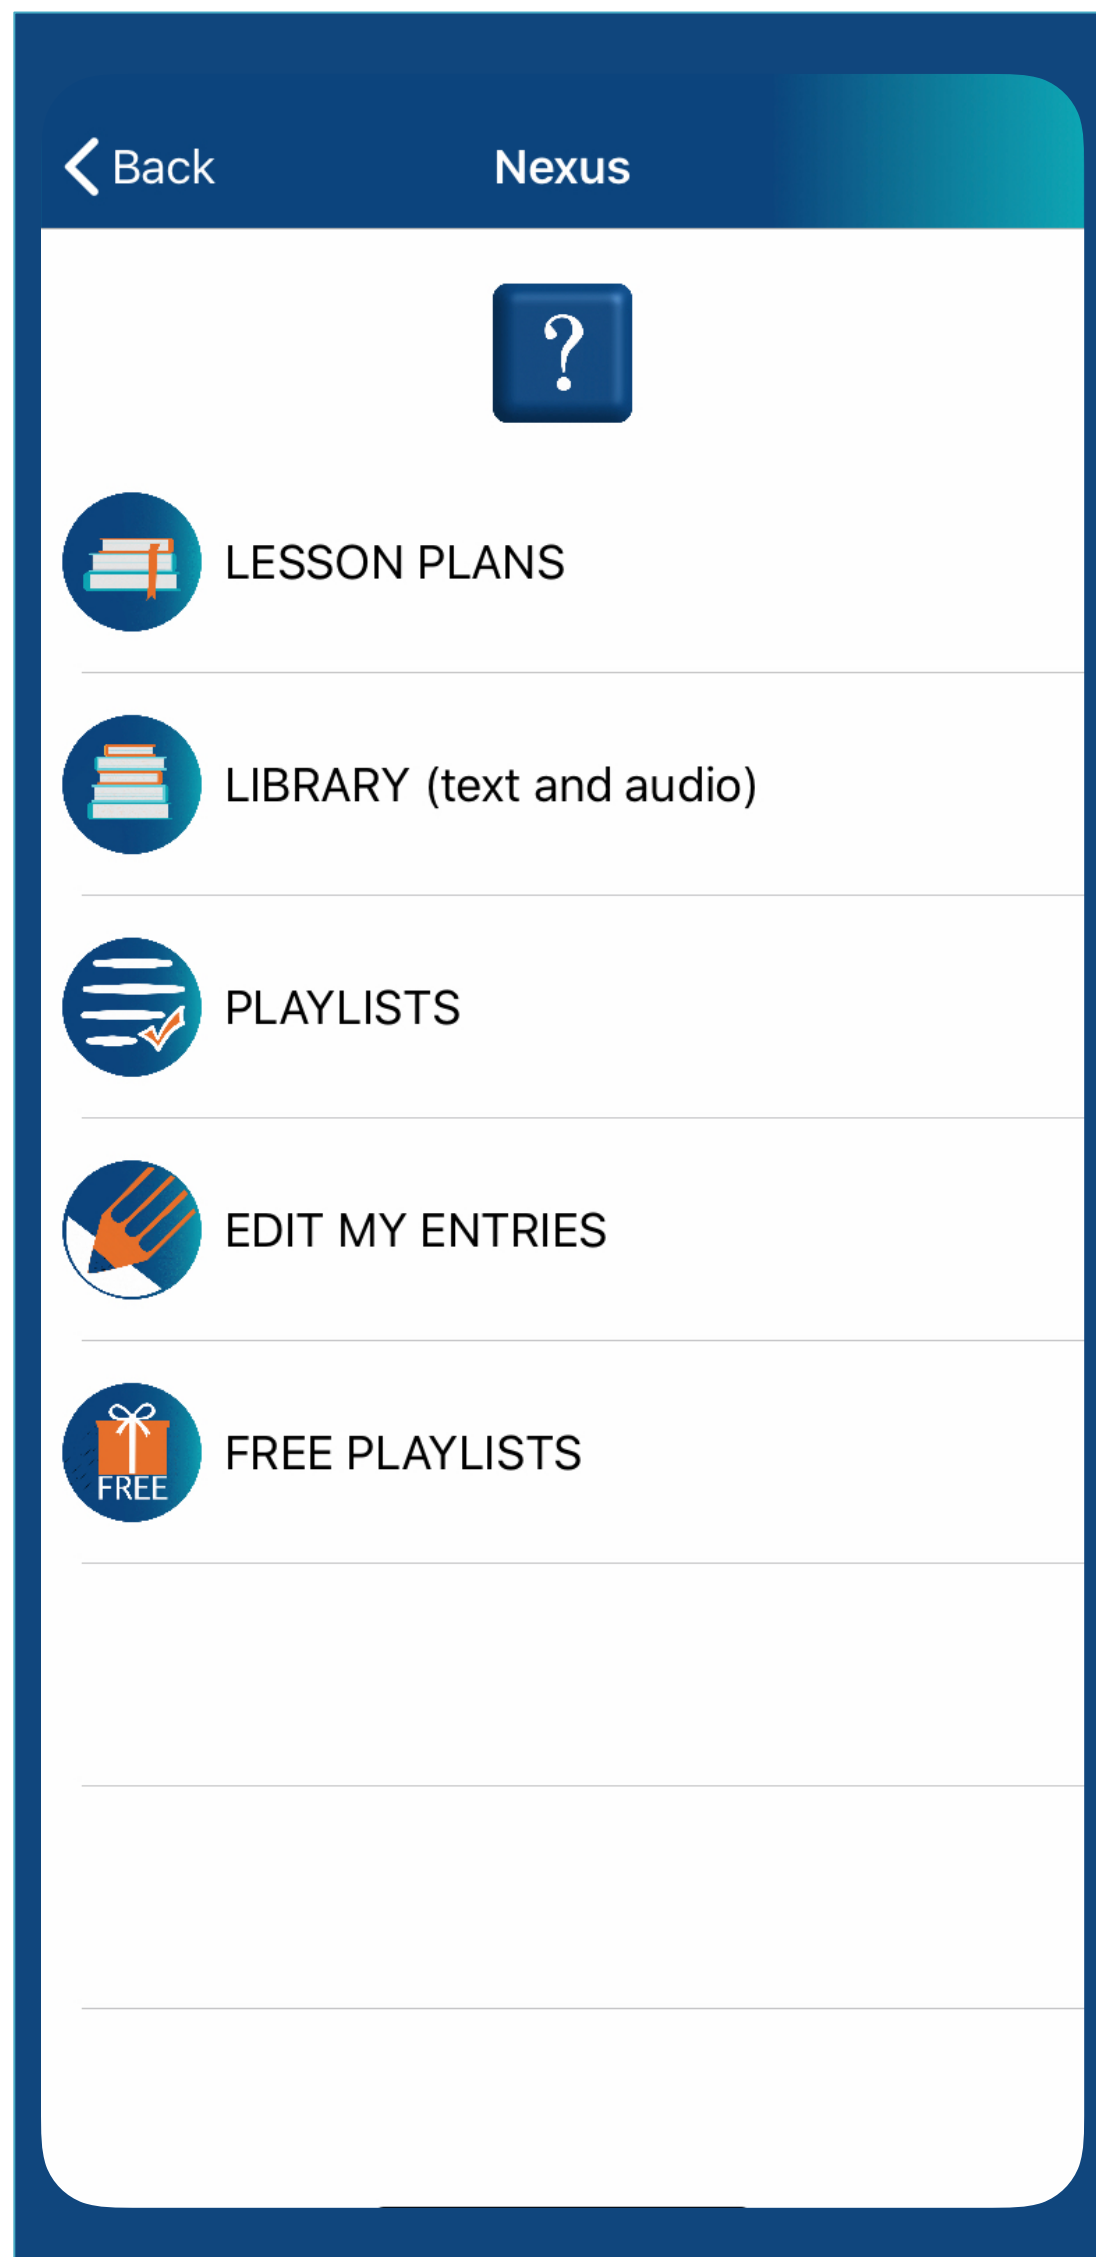 Back
Nexus
?
LESSON PLANS
LIBRARY (text and audio)
PLAYLISTS
EDIT MY ENTRIES
FREE
FREE PLAYLISTS